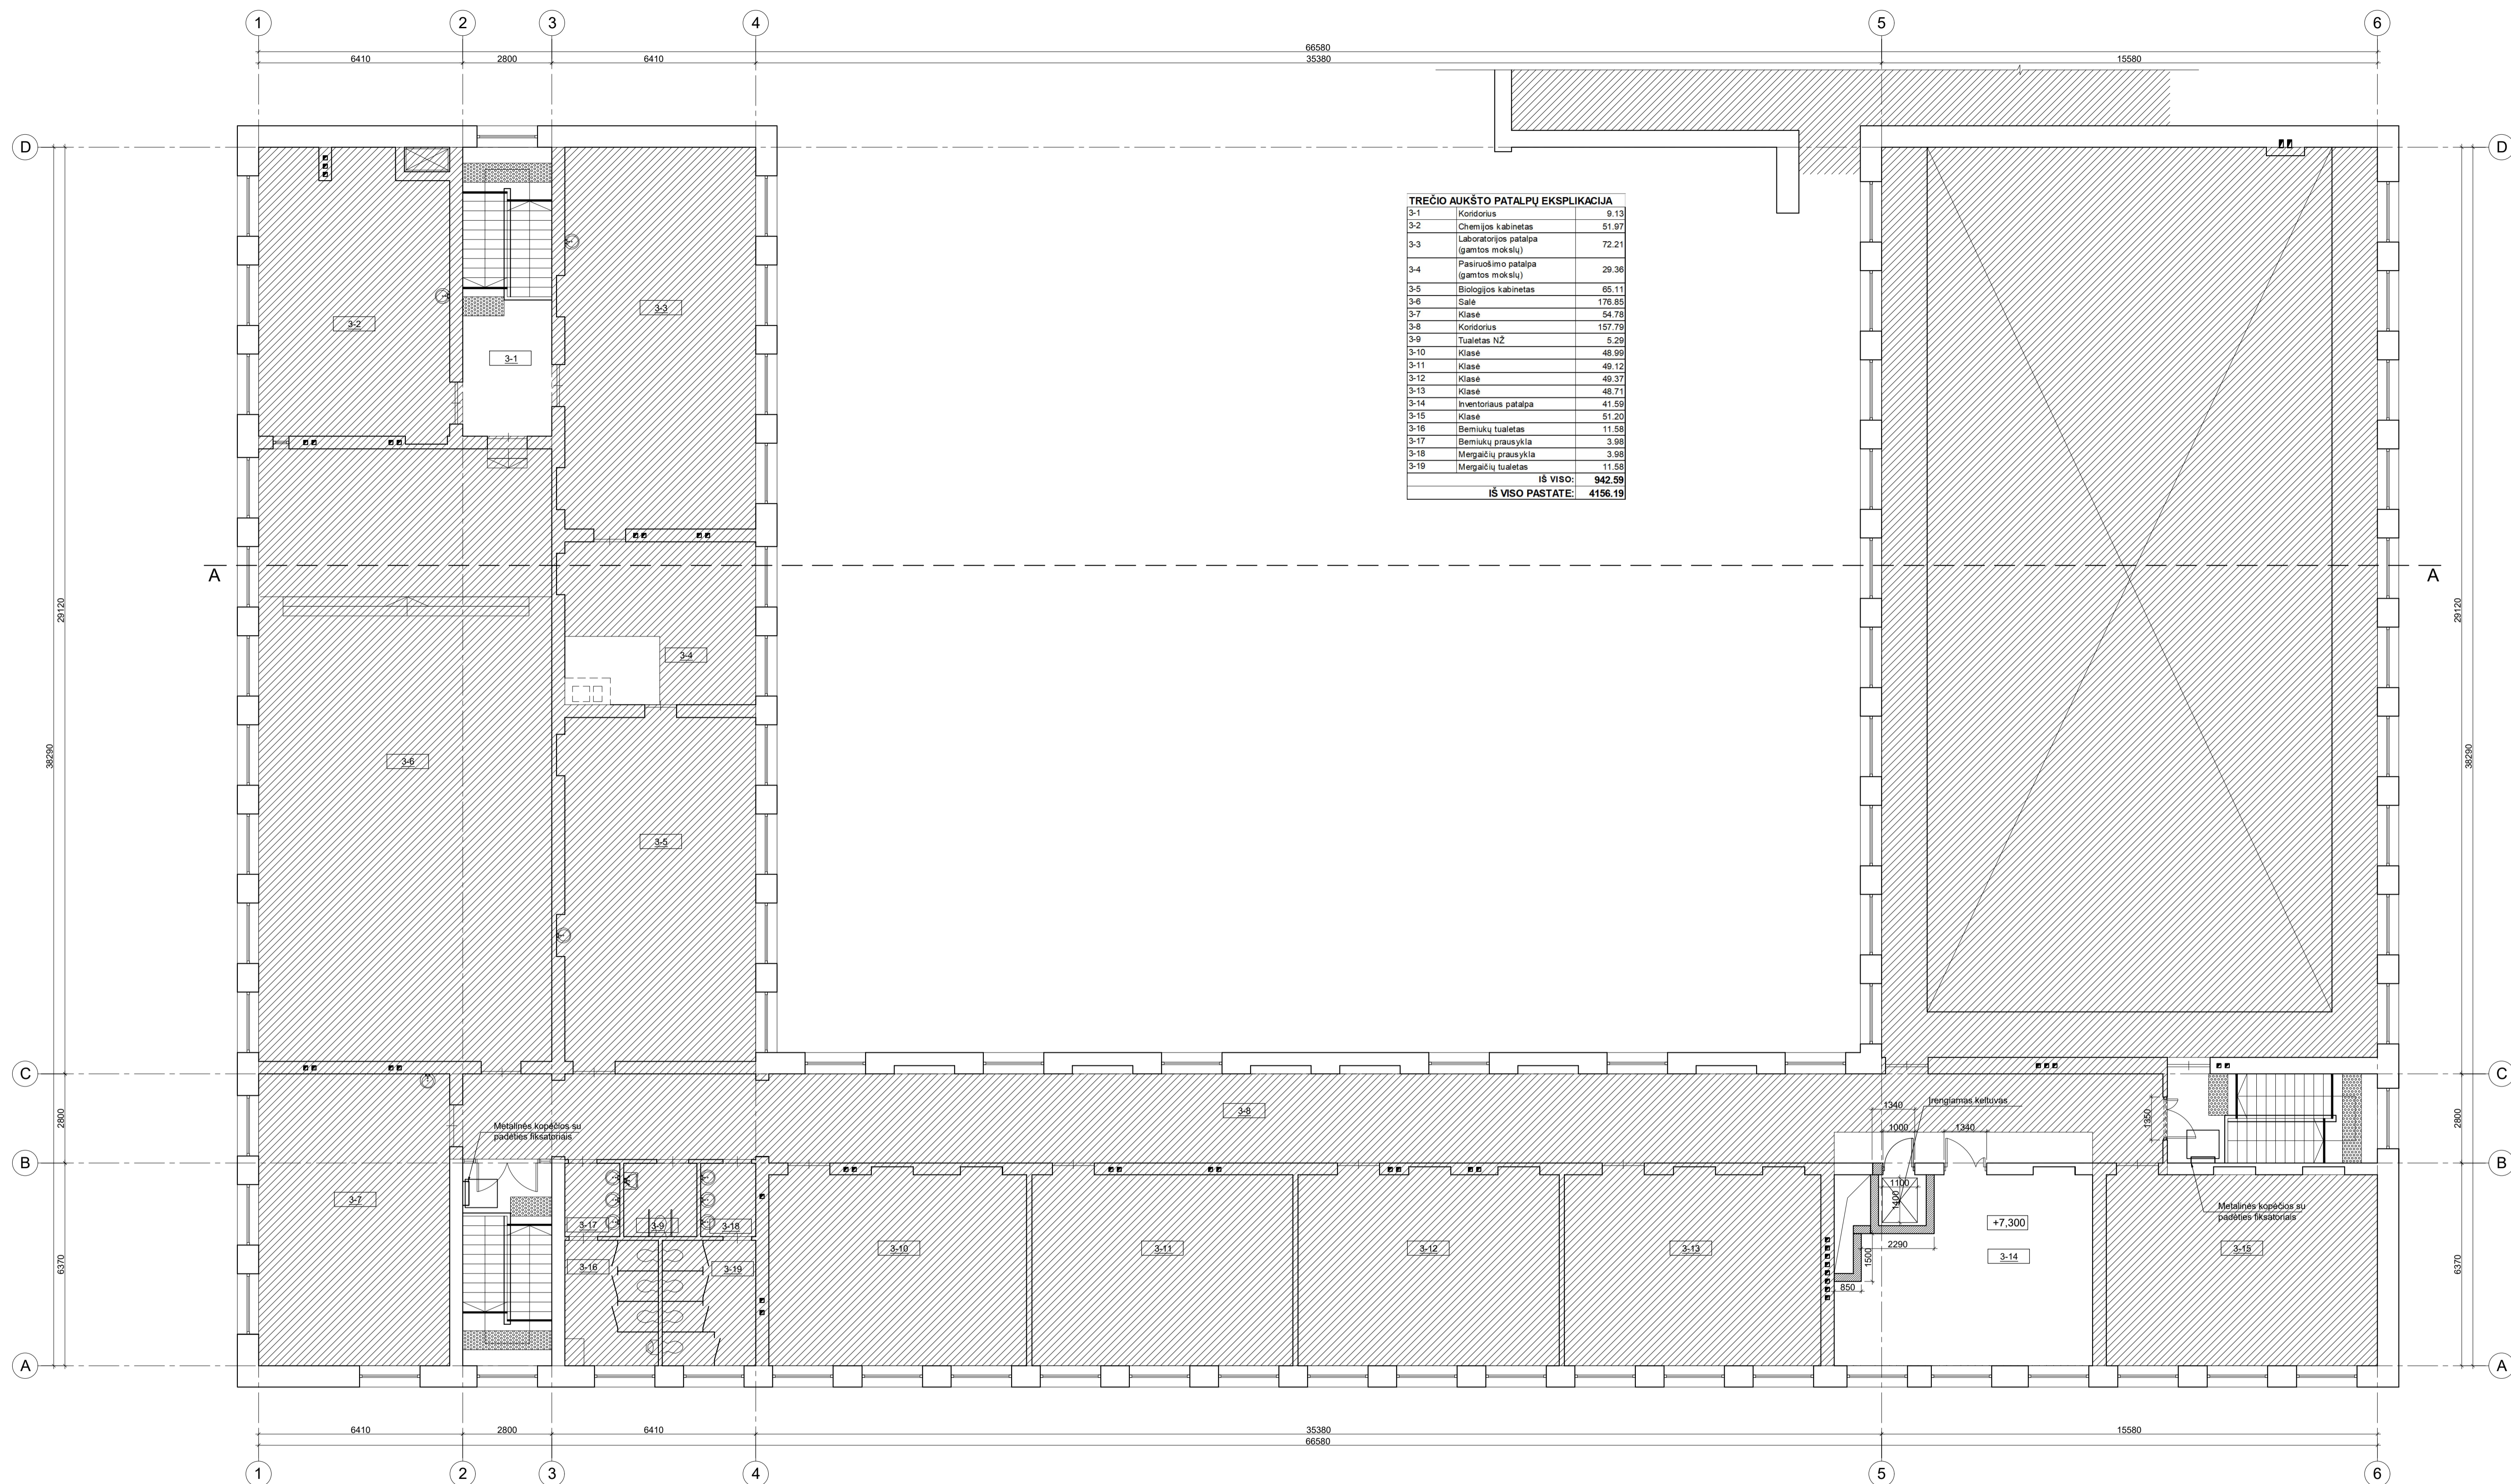 1 2 3 4 5 6
66580
6410 2800 6410 35380 15580
D D
TREČIO AUKŠTO PATALPŲ EKSPLIKACIJA
3-1 Koridorius 9.13
3-2 Chemijos kabinetas 51.97
3-3 Laboratorijos patalpa (gamtos mokslų) 72.21
3-4 Pasiruošimo patalpa (gamtos mokslų) 29.36
3-5 Biologijos kabinetas 65.11
3-6 Salė 176.85
3-7 Klasė 54.78
3-8 Koridorius 157.79
3-9 Tualetas NŽ 5.29
3-10 Klasė 48.99
3-11 Klasė 49.12
3-12 Klasė 49.37
3-13 Klasė 48.71
3-14 Inventoriaus patalpa 41.59
3-15 Klasė 51.20
3-16 Berniukų tualetas 11.58
3-17 Berniukų prausykla 3.98
3-18 Mergaičių prausykla 3.98
3-19 Mergaičių tualetas 11.58
IŠ VISO: 942.59
IŠ VISO PASTATE: 4156.19
3-2
3-1
3-3
A A
29120 29120
38290 38290
3-4
3-6
3-5
C C
2800 2800
3-8
1340
Įrengiamas keltuvas
1000
1340
1350
Metalinės kopėčios su
padėties fiksatoriais
B B
3-7
3-17
3-9
3-18
1100
1400
+7,300
Metalinės kopėčios su
padėties fiksatoriais
3-16
3-19
3-10
3-11
3-12
3-13
2290
1500
850
3-14
3-15
6370 6370
A A
6410 2800 6410 35380 15580
66580
1 2 3 4 5 6